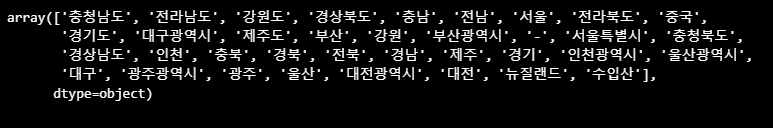 array(['충청남도', '전라남도', '강원도', '경상북도', '충남', '전남', '서울', '전라북도', '중국',
'경기도', '대구광역시', '제주도', '부산', '강원', '부산광역시', '-', '서울특별시', '충청북도',
'경상남도', '인천', '충북', '경북', '전북', '경남', '제주', '경기', '인천광역시', '울산광역시',
'대구', '광주광역시', '광주', '울산', '대전광역시', '대전', '뉴질랜드', '수입산'],
dtype=object)